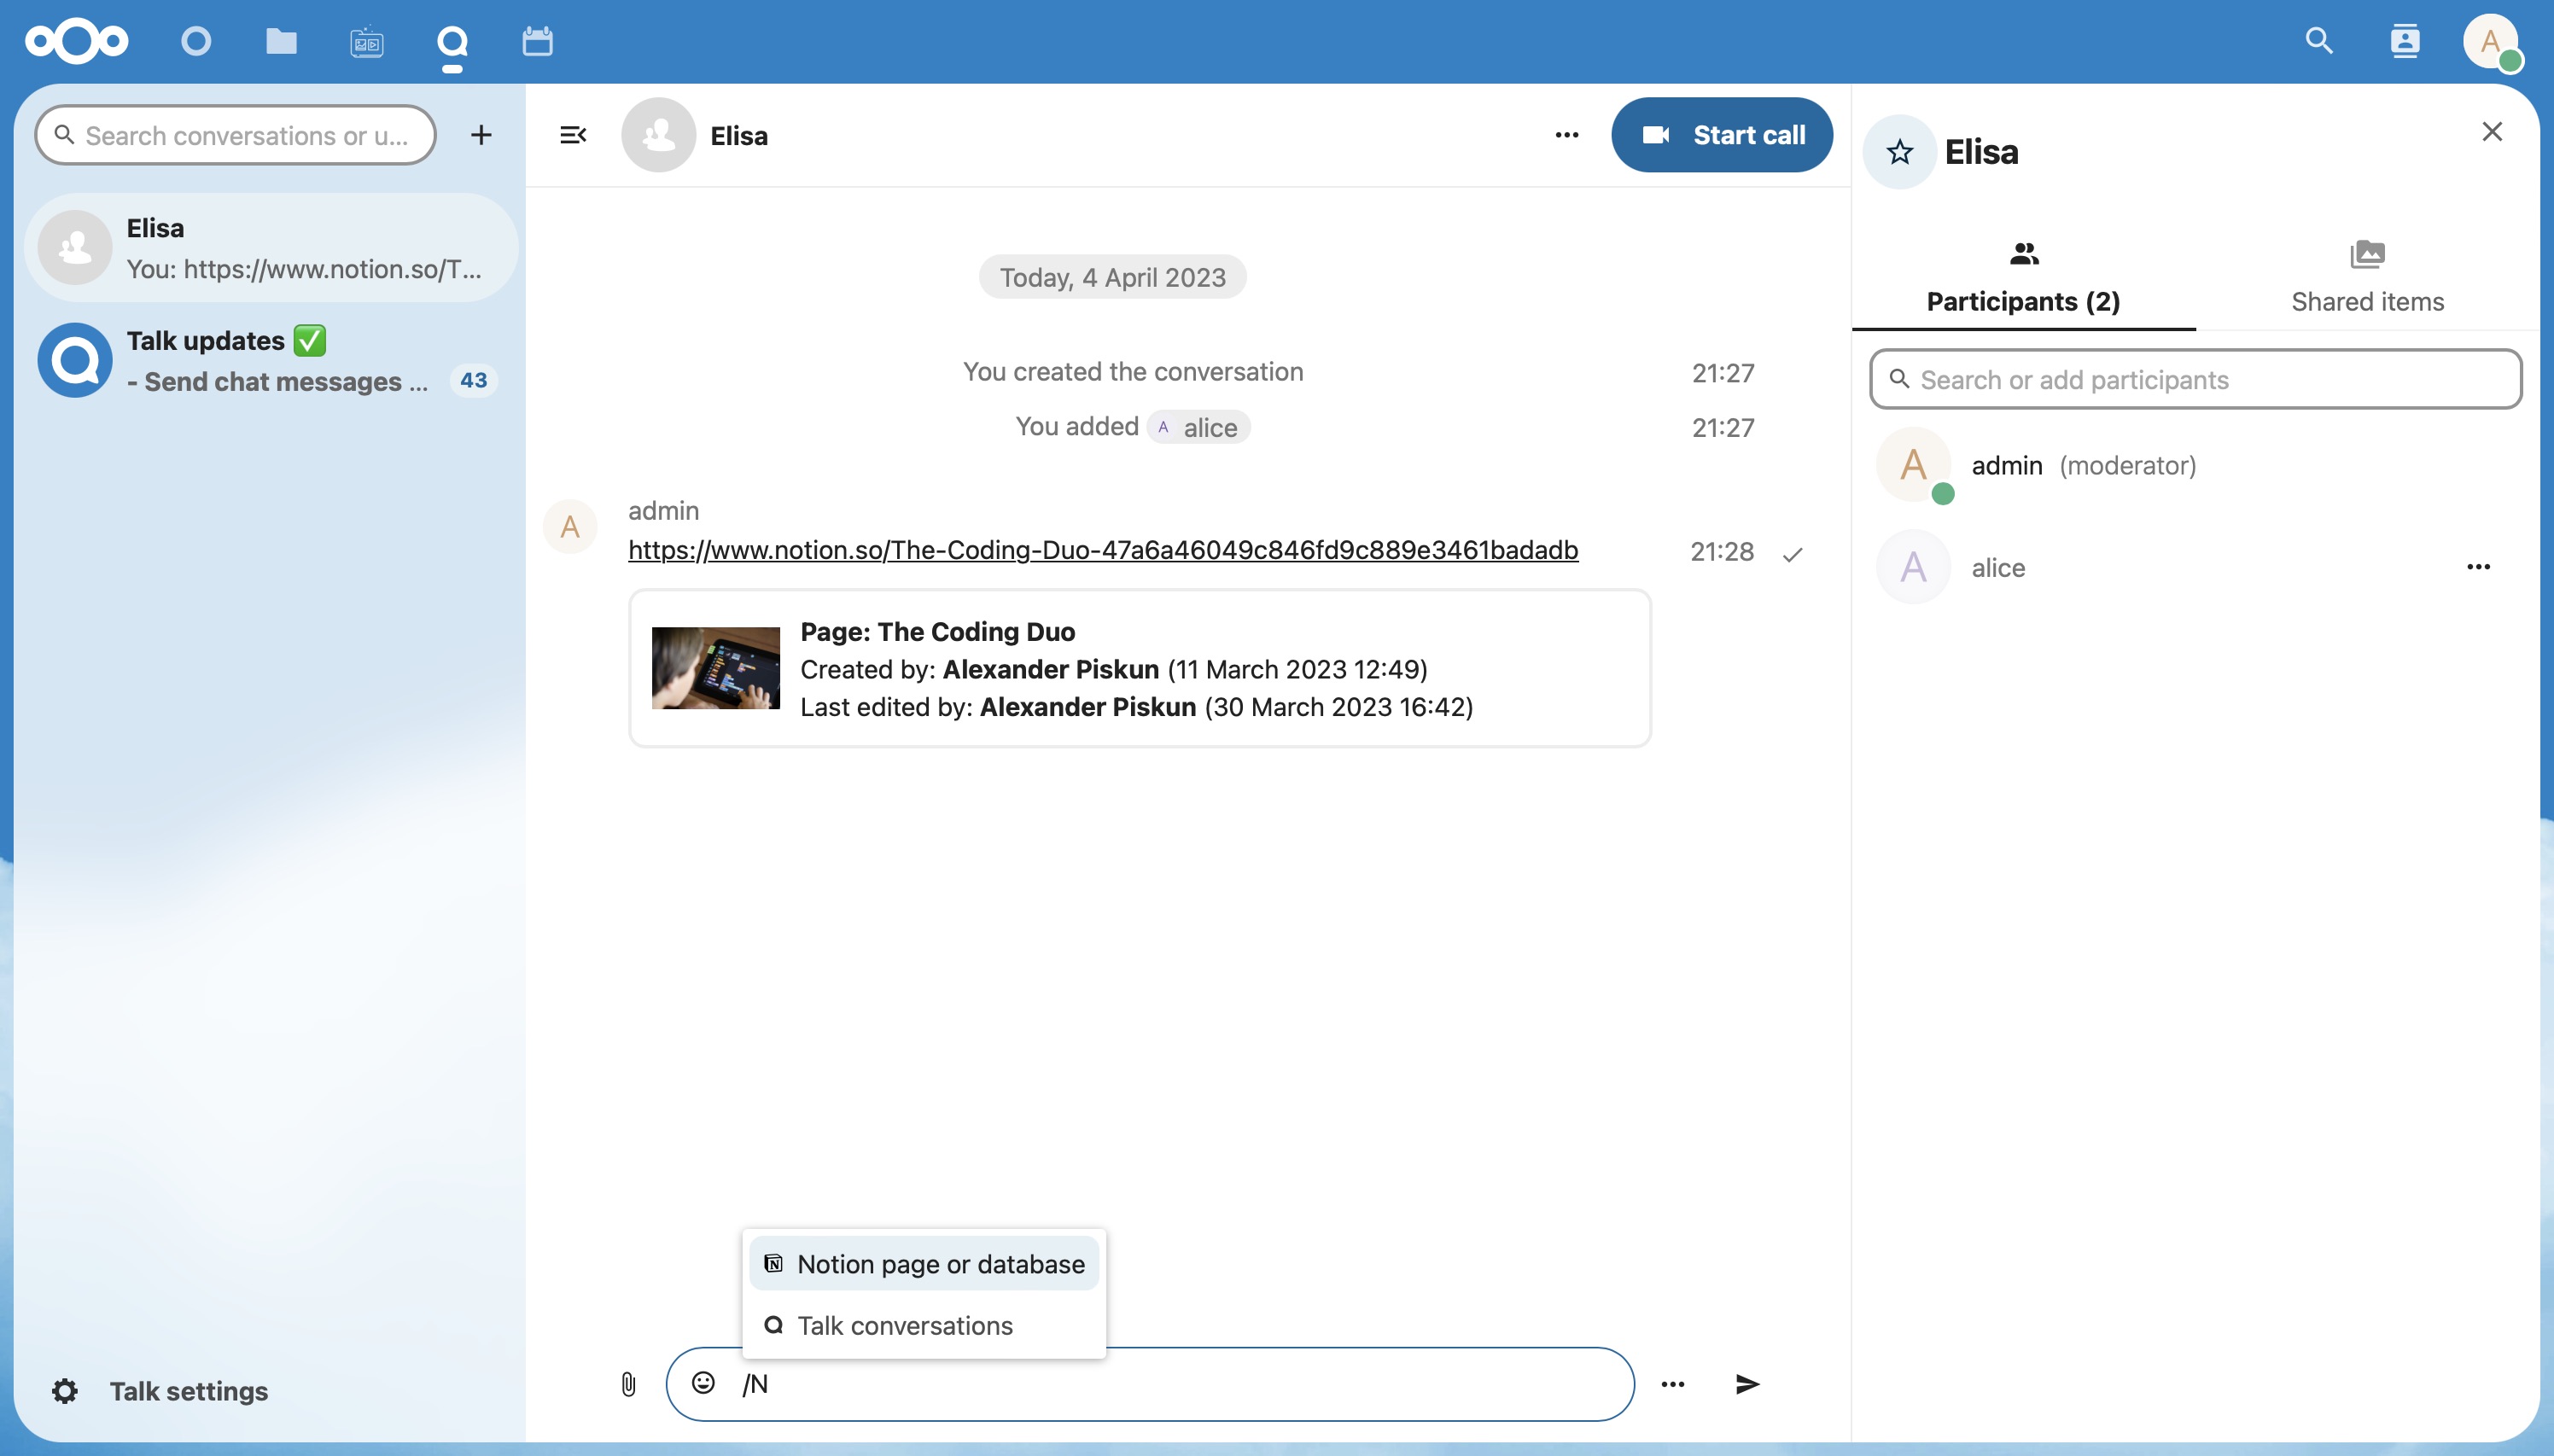 A
Search conversations or u...
Elisa
You: https://www.notion.so/T...
Talk updates ✅
- Send chat messages ...
43
Talk settings
Elisa
Start call
Today, 4 April 2023
You created the conversation
21:27
You added A alice
21:27
A
admin
https://www.notion.so/The-Coding-Duo-47a6a46049c846fd9c889e3461badadb
21:28
Page: The Coding Duo
Created by: Alexander Piskun (11 March 2023 12:49)
Last edited by: Alexander Piskun (30 March 2023 16:42)
N Notion page or database
Talk conversations
/N
Elisa
Participants (2)
Shared items
Search or add participants
A
admin (moderator)
A
alice